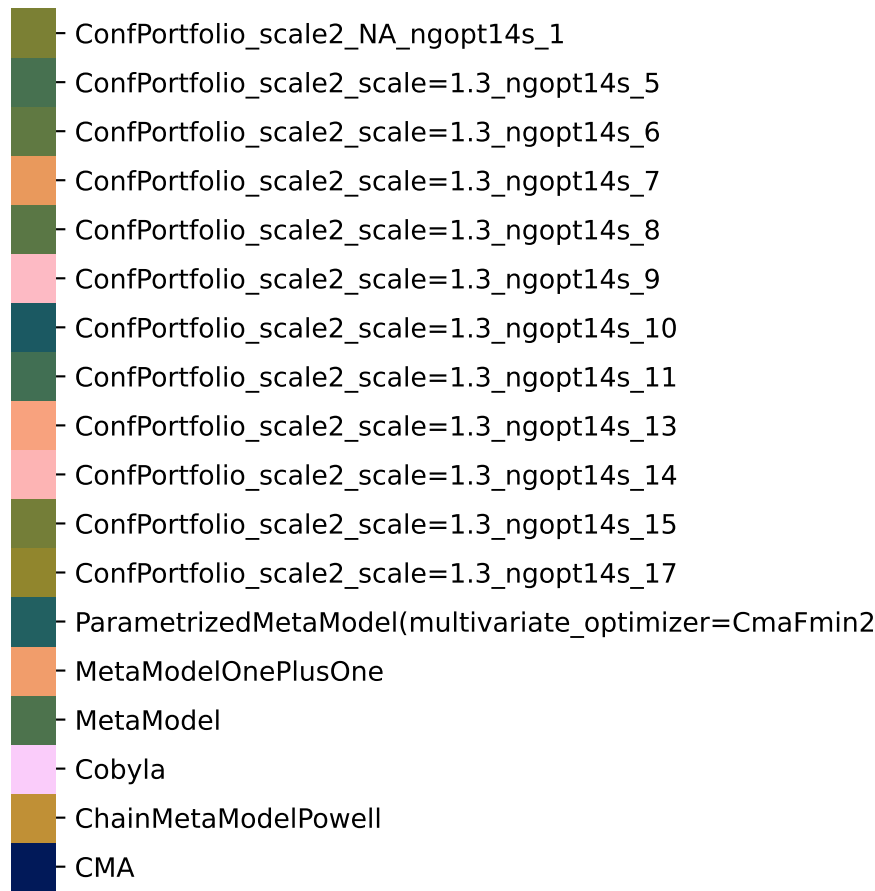 ConfPortfolio_scale2_NA_ngopt14s_1
ConfPortfolio_scale2_scale=1.3_ngopt14s_5
ConfPortfolio_scale2_scale=1.3_ngopt14s_6
ConfPortfolio_scale2_scale=1.3_ngopt14s_7
ConfPortfolio_scale2_scale=1.3_ngopt14s_8
ConfPortfolio_scale2_scale=1.3_ngopt14s_9
ConfPortfolio_scale2_scale=1.3_ngopt14s_10
ConfPortfolio_scale2_scale=1.3_ngopt14s_11
ConfPortfolio_scale2_scale=1.3_ngopt14s_13
ConfPortfolio_scale2_scale=1.3_ngopt14s_14
ConfPortfolio_scale2_scale=1.3_ngopt14s_15
ConfPortfolio_scale2_scale=1.3_ngopt14s_17
ParametrizedMetaModel(multivariate_optimizer=CmaFmin2
MetaModelOnePlusOne
MetaModel
Cobyla
ChainMetaModelPowell
CMA